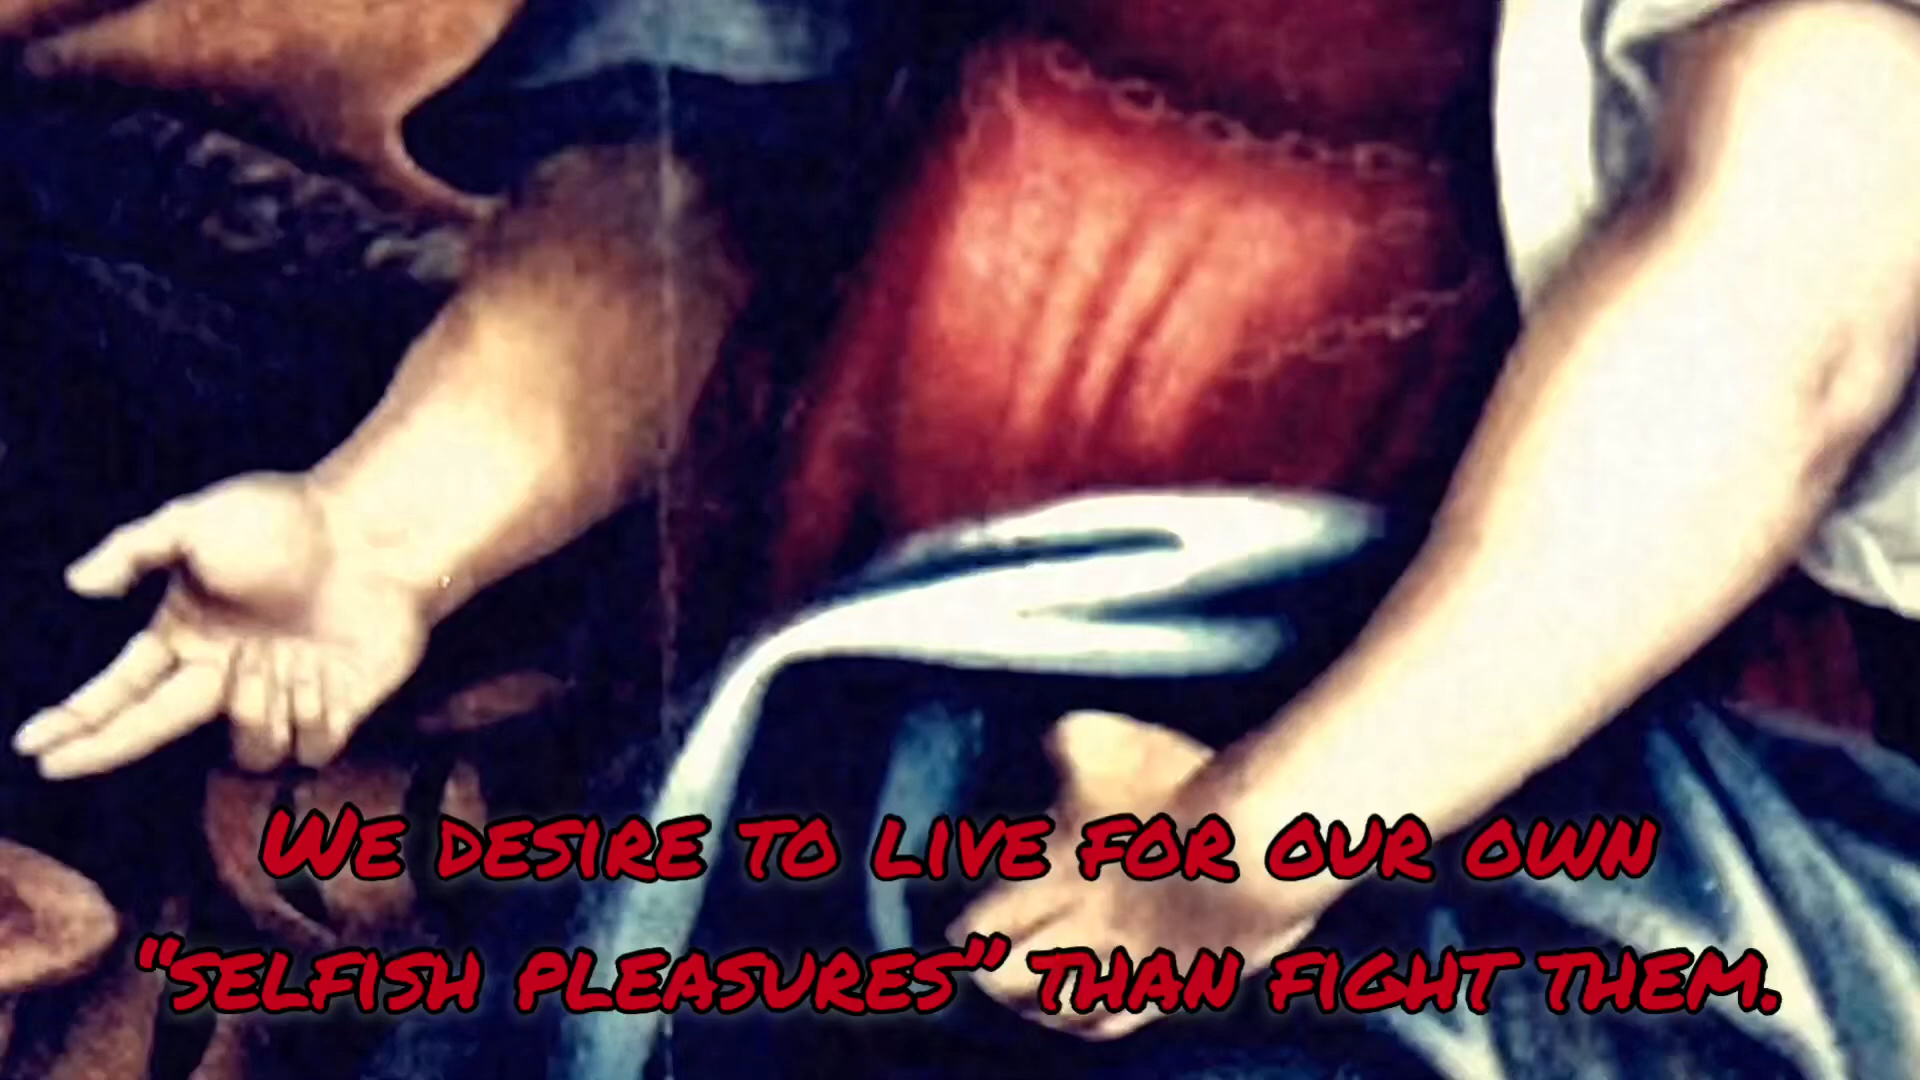 We desire to live for our own
“selfish pleasures” than fight them.